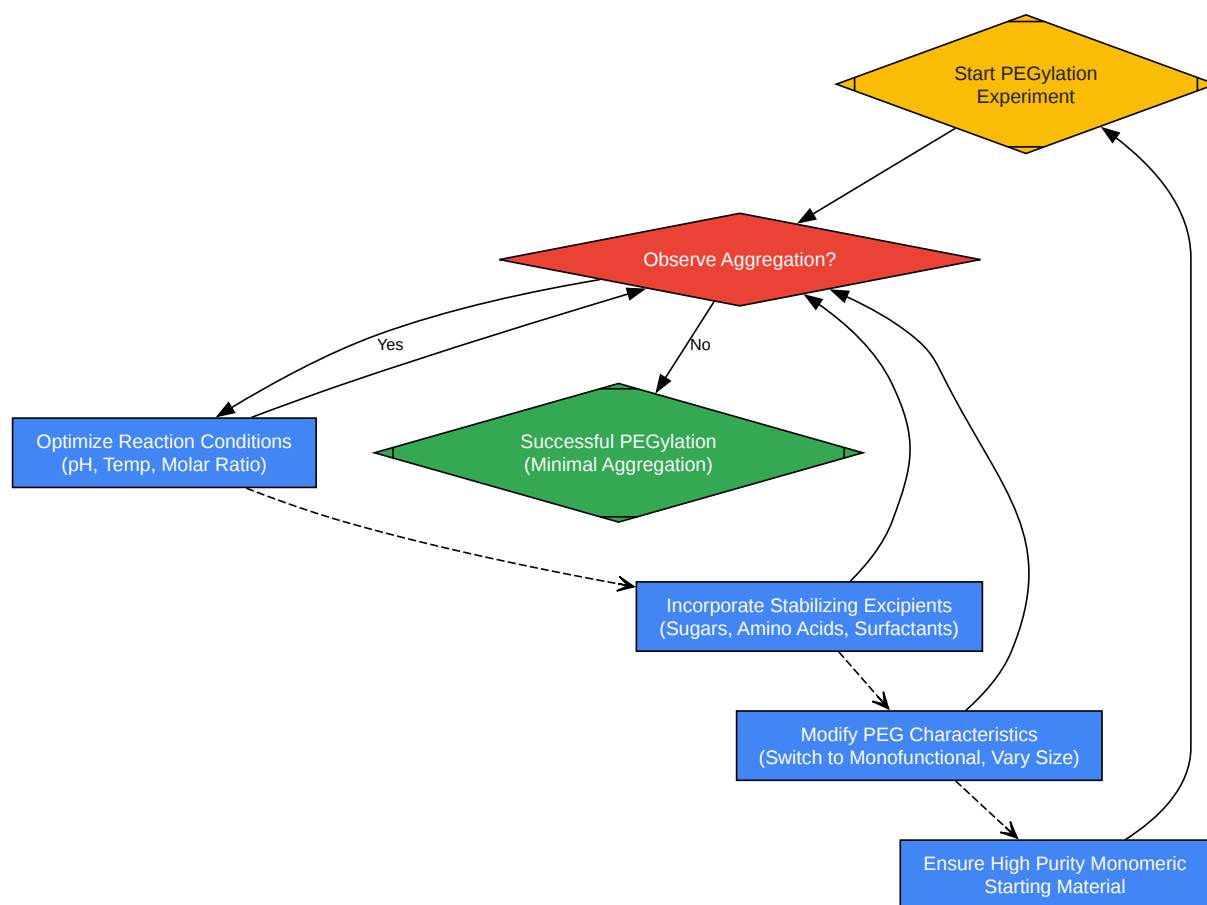 Start PEGylation
Experiment
Observe Aggregation?
Yes
No
Optimize Reaction Conditions
(pH, Temp, Molar Ratio)
Successful PEGylation
(Minimal Aggregation)
Incorporate Stabilizing Excipients
(Sugars, Amino Acids, Surfactants)
Modify PEG Characteristics
(Switch to Monofunctional, Vary Size)
Ensure High Purity Monomeric
Starting Material